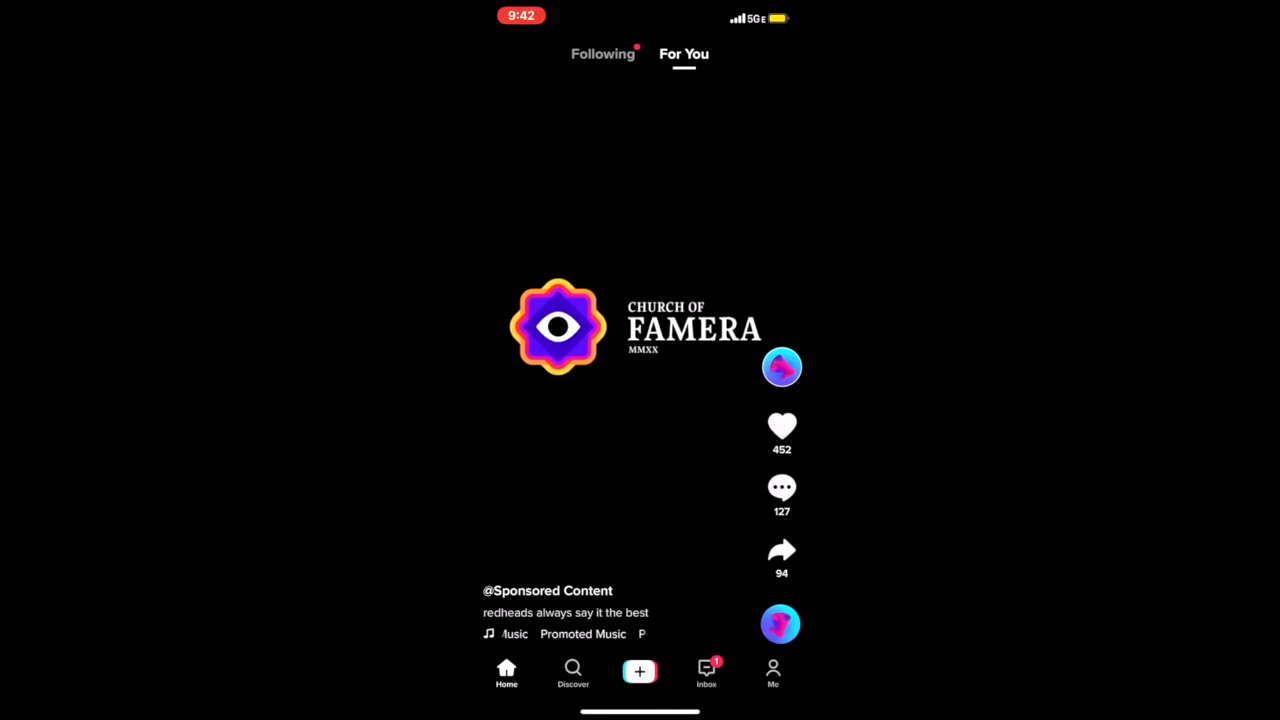 9:42
5GE
Following
For You
CHURCH OF
FAMERA
MMXX
452
127
94
@Sponsored Content
redheads always say it the best
Music Promoted Music P
1
Home
Discover
Inbox
Me